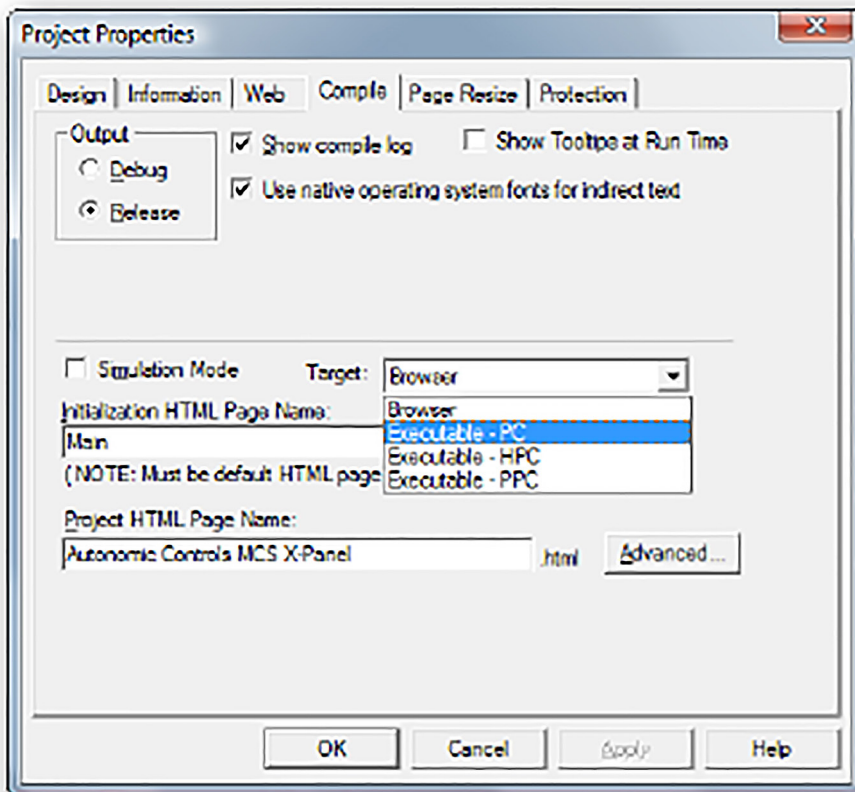 Project Properties
Design Information Web Compile Page Resize Protection
Output
Debug
Release
Show compile log
Show Tooltips at Run Time
Use native operating system fonts for indirect text
Simulation Mode
Target: Browser
Browser
Executable - PC
Executable - HPC
Executable - PPC
Initialization HTML Page Name:
Main
(NOTE: Must be default HTML page
Project HTML Page Name:
Autonomic Controls MCS X-Panel .html Advanced...
OK Cancel Apply Help